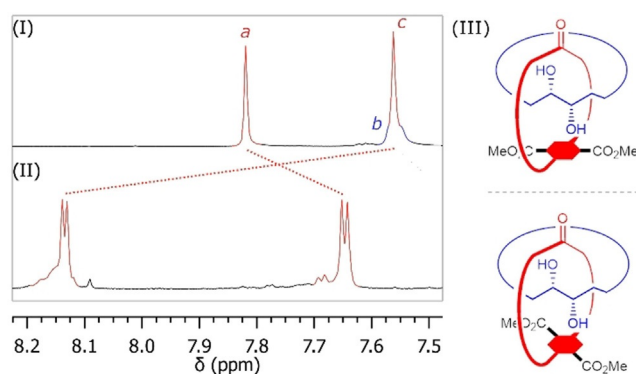 (I)
a
c
b
(II)
8.2 8.1 8.0 7.9 7.8 7.7 7.6 7.5
δ (ppm)
(III)
O
HO
OH
MeO₂C
CO₂Me
O
HO
MeO₂C
OH
CO₂Me